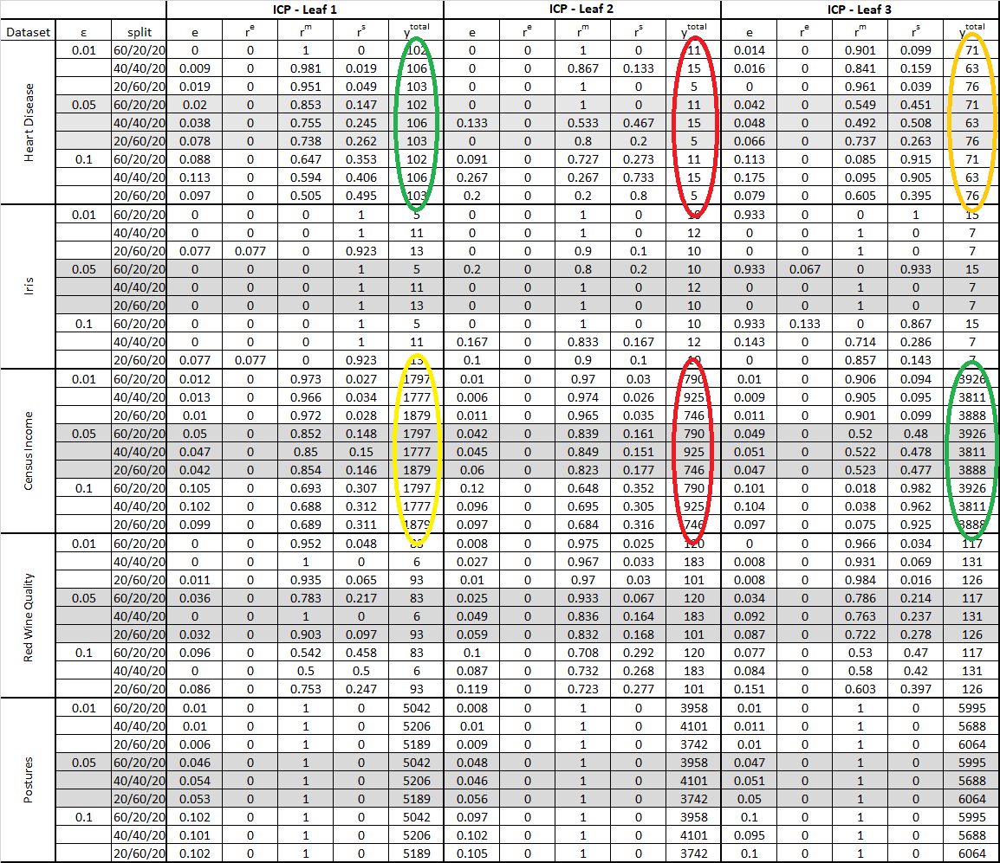 ICP - Leaf 1 ICP - Leaf 2 ICP - Leaf 3
Dataset ε split e r^e r^m r^s y^total e r^e r^m r^s y^total e r^e r^m r^s y^total
Heart Disease
0.01 60/20/20 0 0 1 0 102 0 0 1 0 11 0.014 0 0.901 0.099 71
40/40/20 0.009 0 0.981 0.019 106 0 0 0.867 0.133 15 0.016 0 0.841 0.159 63
20/60/20 0.019 0 0.951 0.049 103 0 0 1 0 5 0 0 0.961 0.039 76
0.05 60/20/20 0.02 0 0.853 0.147 102 0 0 1 0 11 0.042 0 0.549 0.451 71
40/40/20 0.038 0 0.755 0.245 106 0.133 0 0.533 0.467 15 0.048 0 0.492 0.508 63
20/60/20 0.078 0 0.738 0.262 103 0 0 0.8 0.2 5 0.066 0 0.737 0.263 76
0.1 60/20/20 0.088 0 0.647 0.353 102 0.091 0 0.727 0.273 11 0.113 0 0.085 0.915 71
40/40/20 0.113 0 0.594 0.406 106 0.267 0 0.267 0.733 15 0.175 0 0.095 0.905 63
20/60/20 0.097 0 0.505 0.495 103 0.2 0 0.2 0.8 5 0.079 0 0.605 0.395 76
Iris
0.01 60/20/20 0 0 0 1 5 0 0 1 0 10 0.933 0 0 1 15
40/40/20 0 0 0 1 11 0 0 1 0 12 0 0 1 0 7
20/60/20 0.077 0.077 0 0.923 13 0 0 0.9 0.1 10 0 0 1 0 7
0.05 60/20/20 0 0 0 1 5 0.2 0 0.8 0.2 10 0.933 0.067 0 0.933 15
40/40/20 0 0 0 1 11 0 0 1 0 12 0 0 1 0 7
20/60/20 0 0 0 1 13 0 0 1 0 10 0 0 1 0 7
0.1 60/20/20 0 0 0 1 5 0 0 1 0 10 0.933 0.133 0 0.867 15
40/40/20 0 0 0 1 11 0.167 0 0.833 0.167 12 0.143 0 0.714 0.286 7
20/60/20 0.077 0.077 0 0.923 13 0.1 0 0.9 0.1 10 0 0 0.857 0.143 7
Census Income
0.01 60/20/20 0.012 0 0.973 0.027 1797 0.01 0 0.97 0.03 790 0.01 0 0.906 0.094 3926
40/40/20 0.013 0 0.966 0.034 1777 0.006 0 0.974 0.026 925 0.009 0 0.905 0.095 3811
20/60/20 0.01 0 0.972 0.028 1879 0.011 0 0.965 0.035 746 0.011 0 0.901 0.099 3888
0.05 60/20/20 0.05 0 0.852 0.148 1797 0.042 0 0.839 0.161 790 0.049 0 0.52 0.48 3926
40/40/20 0.047 0 0.85 0.15 1777 0.045 0 0.849 0.151 925 0.051 0 0.522 0.478 3811
20/60/20 0.042 0 0.854 0.146 1879 0.06 0 0.823 0.177 746 0.047 0 0.523 0.477 3888
0.1 60/20/20 0.105 0 0.693 0.307 1797 0.12 0 0.648 0.352 790 0.101 0 0.018 0.982 3926
40/40/20 0.102 0 0.688 0.312 1777 0.096 0 0.695 0.305 925 0.104 0 0.038 0.962 3811
20/60/20 0.099 0 0.689 0.311 1879 0.097 0 0.684 0.316 746 0.097 0 0.075 0.925 3888
Red Wine Quality
0.01 60/20/20 0 0 0.952 0.048 83 0.008 0 0.975 0.025 120 0 0 0.966 0.034 117
40/40/20 0 0 1 0 6 0.027 0 0.967 0.033 183 0.008 0 0.931 0.069 131
20/60/20 0.011 0 0.935 0.065 93 0.01 0 0.97 0.03 101 0.008 0 0.984 0.016 126
0.05 60/20/20 0.036 0 0.783 0.217 83 0.025 0 0.933 0.067 120 0.034 0 0.786 0.214 117
40/40/20 0 0 1 0 6 0.049 0 0.836 0.164 183 0.092 0 0.763 0.237 131
20/60/20 0.032 0 0.903 0.097 93 0.059 0 0.832 0.168 101 0.087 0 0.722 0.278 126
0.1 60/20/20 0.096 0 0.542 0.458 83 0.1 0 0.708 0.292 120 0.077 0 0.53 0.47 117
40/40/20 0 0 0.5 0.5 6 0.087 0 0.732 0.268 183 0.084 0 0.58 0.42 131
20/60/20 0.086 0 0.753 0.247 93 0.119 0 0.723 0.277 101 0.151 0 0.603 0.397 126
Postures
0.01 60/20/20 0.01 0 1 0 5042 0.008 0 1 0 3958 0.01 0 1 0 5995
40/40/20 0.01 0 1 0 5206 0.01 0 1 0 4101 0.011 0 1 0 5688
20/60/20 0.006 0 1 0 5189 0.009 0 1 0 3742 0.01 0 1 0 6064
0.05 60/20/20 0.046 0 1 0 5042 0.048 0 1 0 3958 0.047 0 1 0 5995
40/40/20 0.054 0 1 0 5206 0.046 0 1 0 4101 0.051 0 1 0 5688
20/60/20 0.053 0 1 0 5189 0.056 0 1 0 3742 0.05 0 1 0 6064
0.1 60/20/20 0.102 0 1 0 5042 0.097 0 1 0 3958 0.1 0 1 0 5995
40/40/20 0.101 0 1 0 5206 0.102 0 1 0 4101 0.095 0 1 0 5688
20/60/20 0.102 0 1 0 5189 0.105 0 1 0 3742 0.1 0 1 0 6064